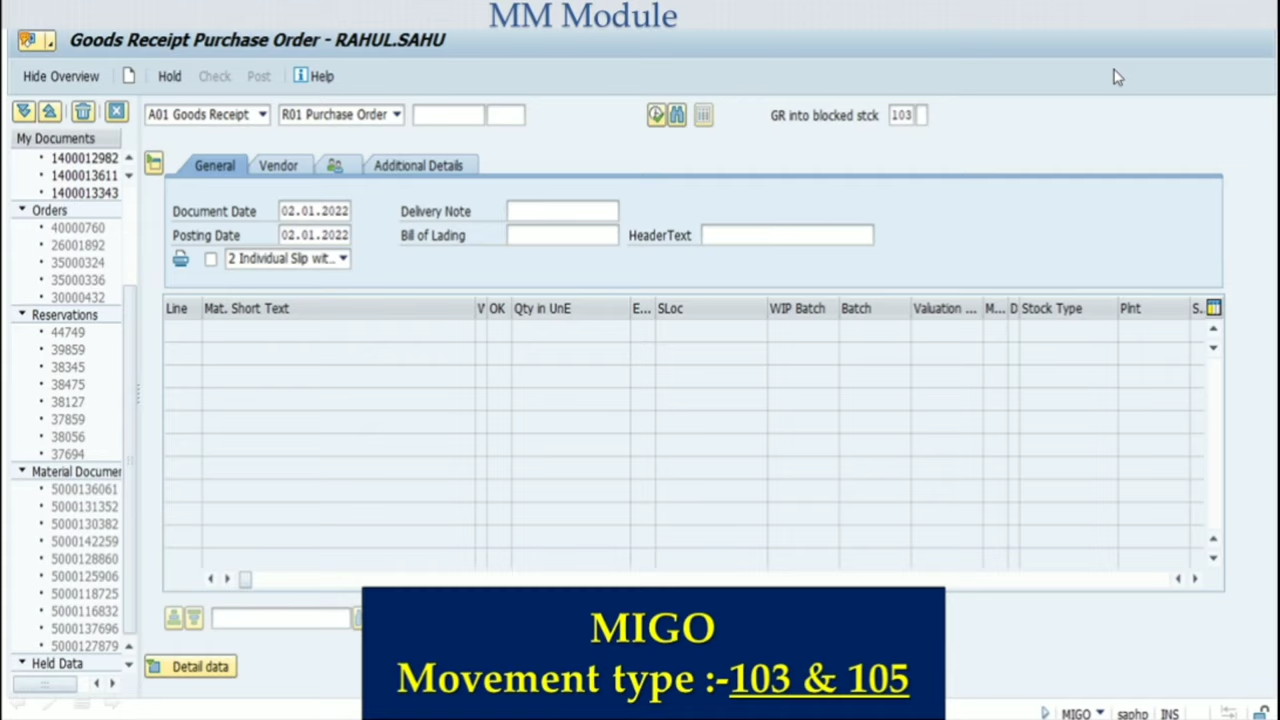 MM Module
Goods Receipt Purchase Order - RAHUL.SAHU
Hide Overview Hold Check Post Help
A01 Goods Receipt R01 Purchase Order GR into blocked stck 103
My Documents
1400012982
1400013611
1400013343
Orders
40000760
26001892
35000324
35000336
30000432
Reservations
44749
39859
38345
38475
38127
37859
38056
37694
Material Documen
5000136061
5000131352
5000130382
5000142259
5000128860
5000125906
5000118725
5000116832
5000137696
5000127879
Held Data
General Vendor Additional Details
Document Date 02.01.2022 Delivery Note
Posting Date 02.01.2022 Bill of Lading HeaderText
2 Individual Slip wit...
Line Mat. Short Text V OK Qty in UnE E... SLoc WIP Batch Batch Valuation ... M... D Stock Type Plnt S..
Detail data
MIGO
Movement type :-103 & 105
MIGO sapho INS